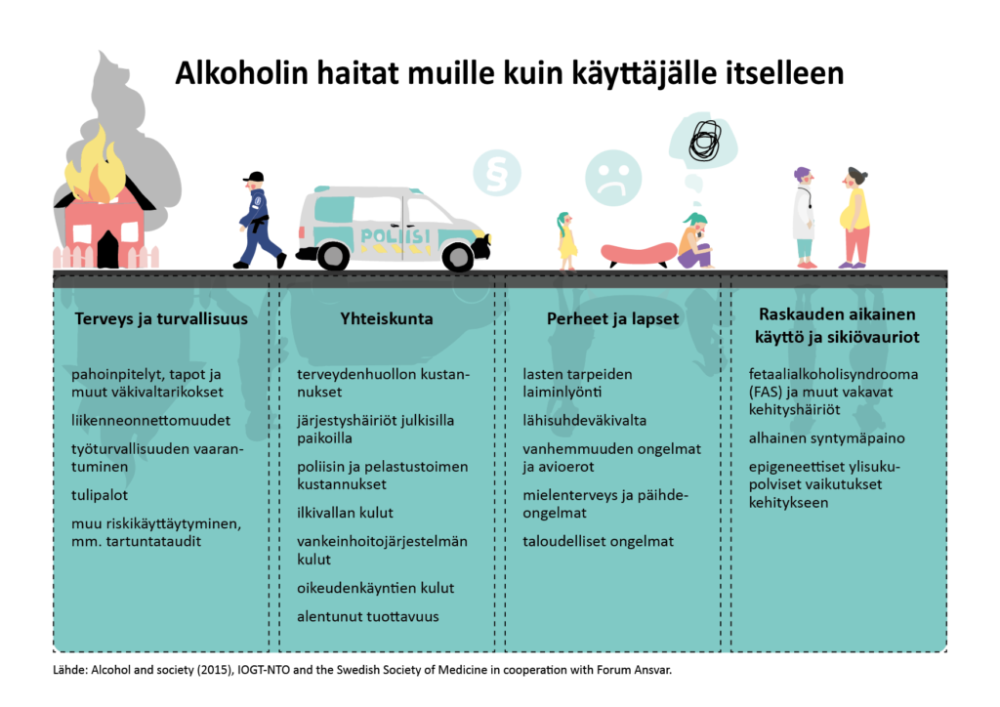 Alkoholin haitat muille kuin käyttäjälle itselleen
§
POLIISI
Terveys ja turvallisuus
pahoinpitelyt, tapot ja
muut väkivaltarikokset
liikenneonnettomuudet
työturvallisuuden vaaran-
tuminen
tulipalot
muu riskikäyttäytyminen,
mm. tartuntataudit
Yhteiskunta
terveydenhuollon kustan-
nukset
järjestyshäiriöt julkisilla
paikoilla
poliisin ja pelastustoimen
kustannukset
ilkivallan kulut
vankeinhoitojärjestelmän
kulut
oikeudenkäyntien kulut
alentunut tuottavuus
Perheet ja lapset
lasten tarpeiden
laiminlyönti
lähisuhdeväkivalta
vanhemmuuden ongelmat
ja avioerot
mielenterveys ja päihde-
ongelmat
taloudelliset ongelmat
Raskauden aikainen
käyttö ja sikiövauriot
fetaalialkoholisyndrooma
(FAS) ja muut vakavat
kehityshäiriöt
alhainen syntymäpaino
epigeneettiset ylisuku-
polviset vaikutukset
kehitykseen
Lähde: Alcohol and society (2015), IOGT-NTO and the Swedish Society of Medicine in cooperation with Forum Ansvar.